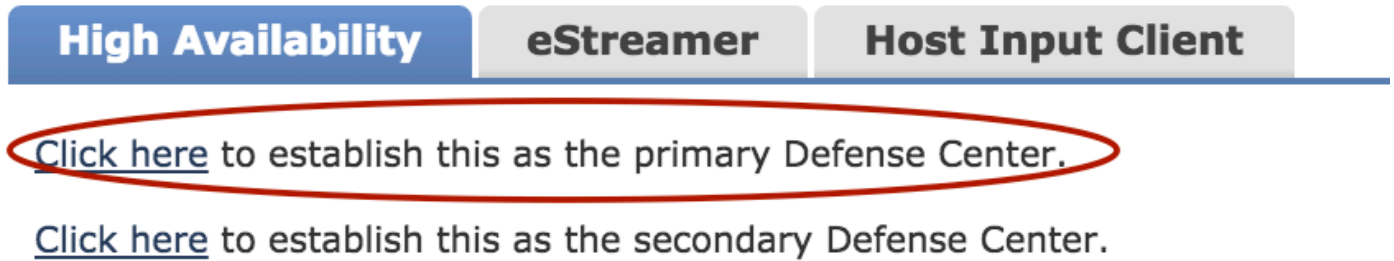 High Availability eStreamer Host Input Client
Click here to establish this as the primary Defense Center.
Click here to establish this as the secondary Defense Center.